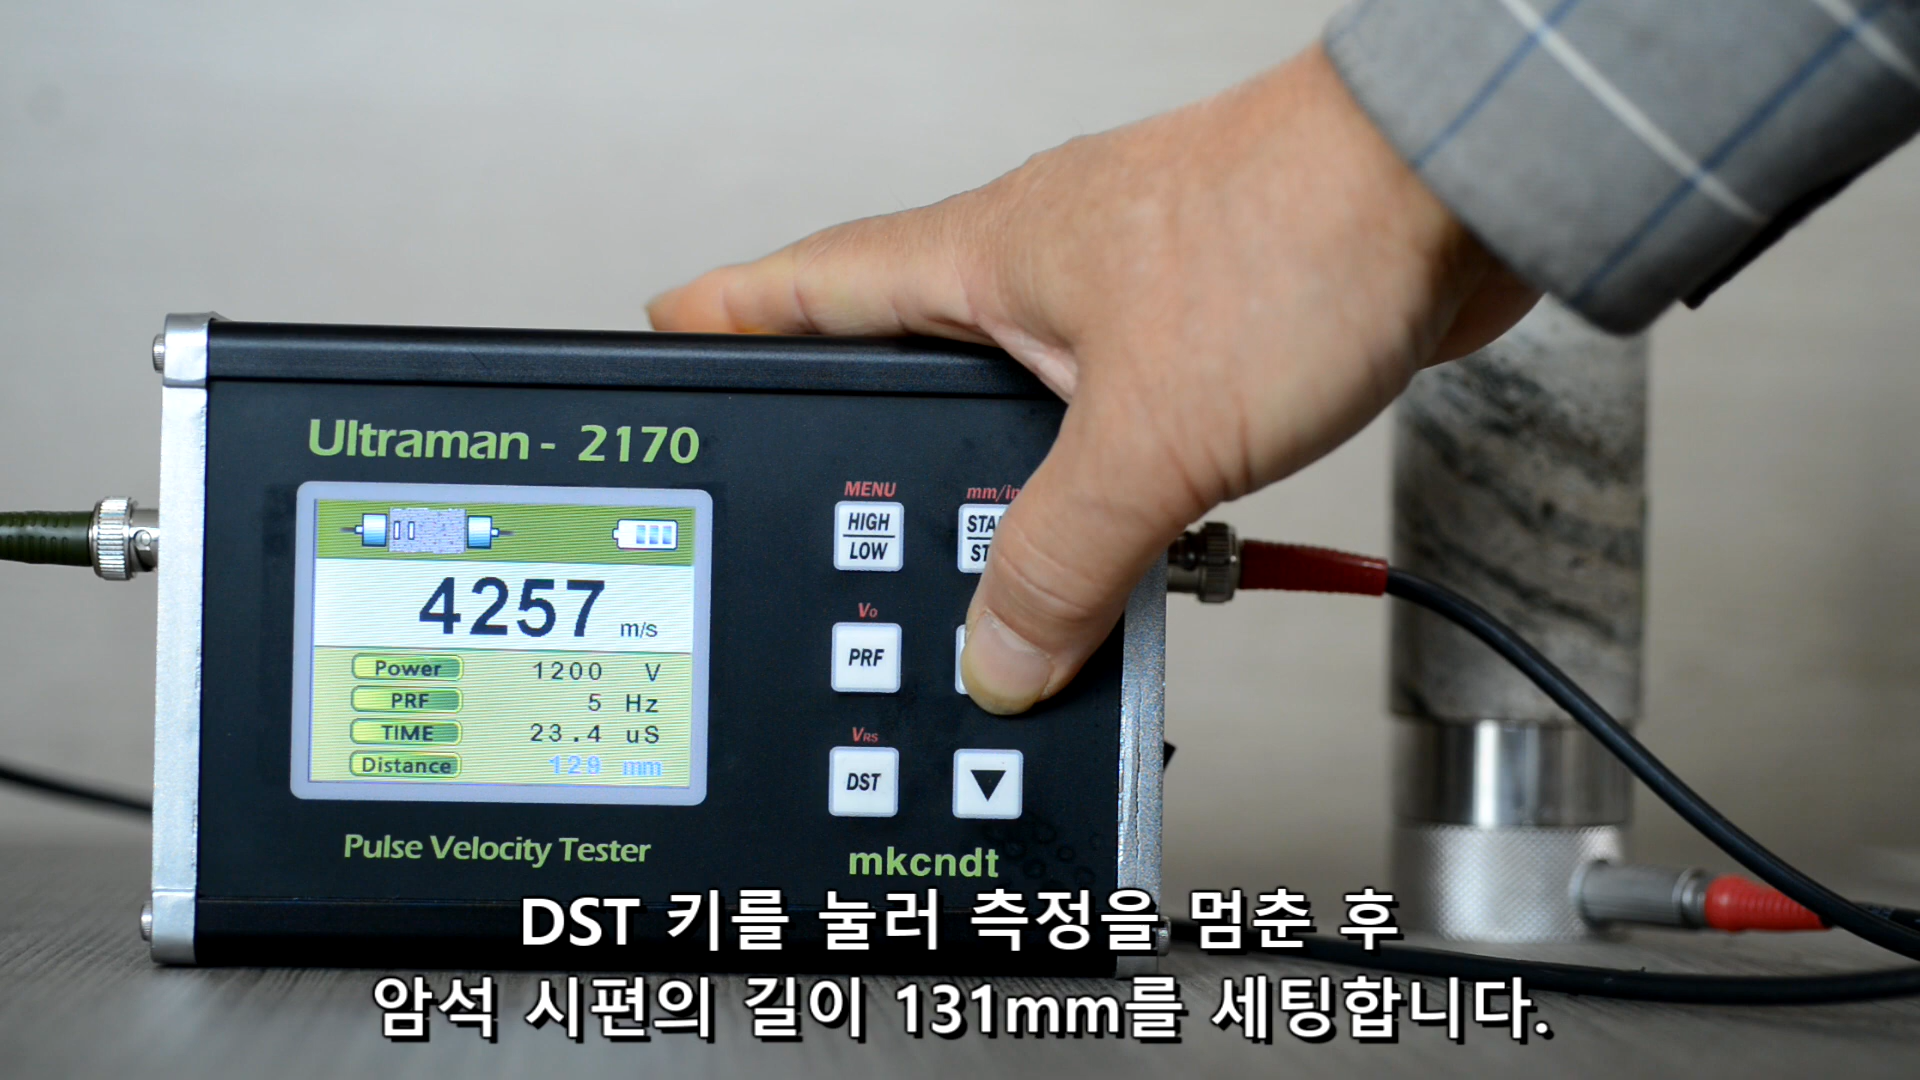 Ultraman - 2170
4257 m/s
Power 1200 V
PRF 5 Hz
TIME 23.4 uS
Distance 129 mm
Pulse Velocity Tester
MENU
HIGH
LOW
Vo
PRF
VRS
DST
▼
mkcndt
DST 키를 눌러 측정을 멈춘 후
암석 시편의 길이 131mm를 세팅합니다.